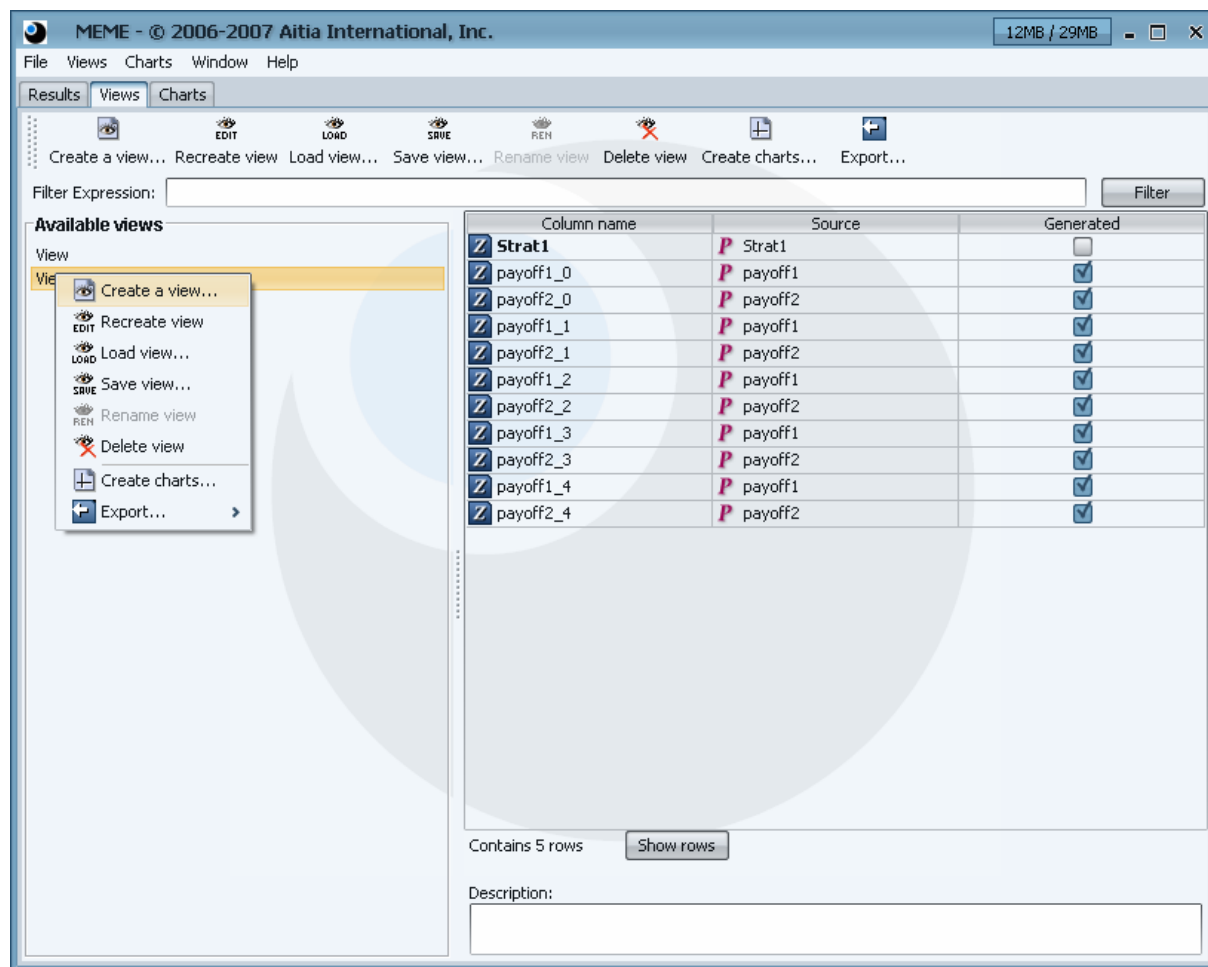 MEME - © 2006-2007 Aitia International, Inc. 12MB / 29MB
File Views Charts Window Help
Results Views Charts
EDIT LOAD SAVE REN
Create a view... Recreate view Load view... Save view... Rename view Delete view Create charts... Export...
Filter Expression: Filter
Available views
View
Vie
Create a view...
EDIT Recreate view
LOAD Load view...
SAVE Save view...
REN Rename view
Delete view
Create charts...
Export...
Column name Source Generated
Z Strat1 P Strat1
Z payoff1_0 P payoff1
Z payoff2_0 P payoff2
Z payoff1_1 P payoff1
Z payoff2_1 P payoff2
Z payoff1_2 P payoff1
Z payoff2_2 P payoff2
Z payoff1_3 P payoff1
Z payoff2_3 P payoff2
Z payoff1_4 P payoff1
Z payoff2_4 P payoff2
Contains 5 rows Show rows
Description: